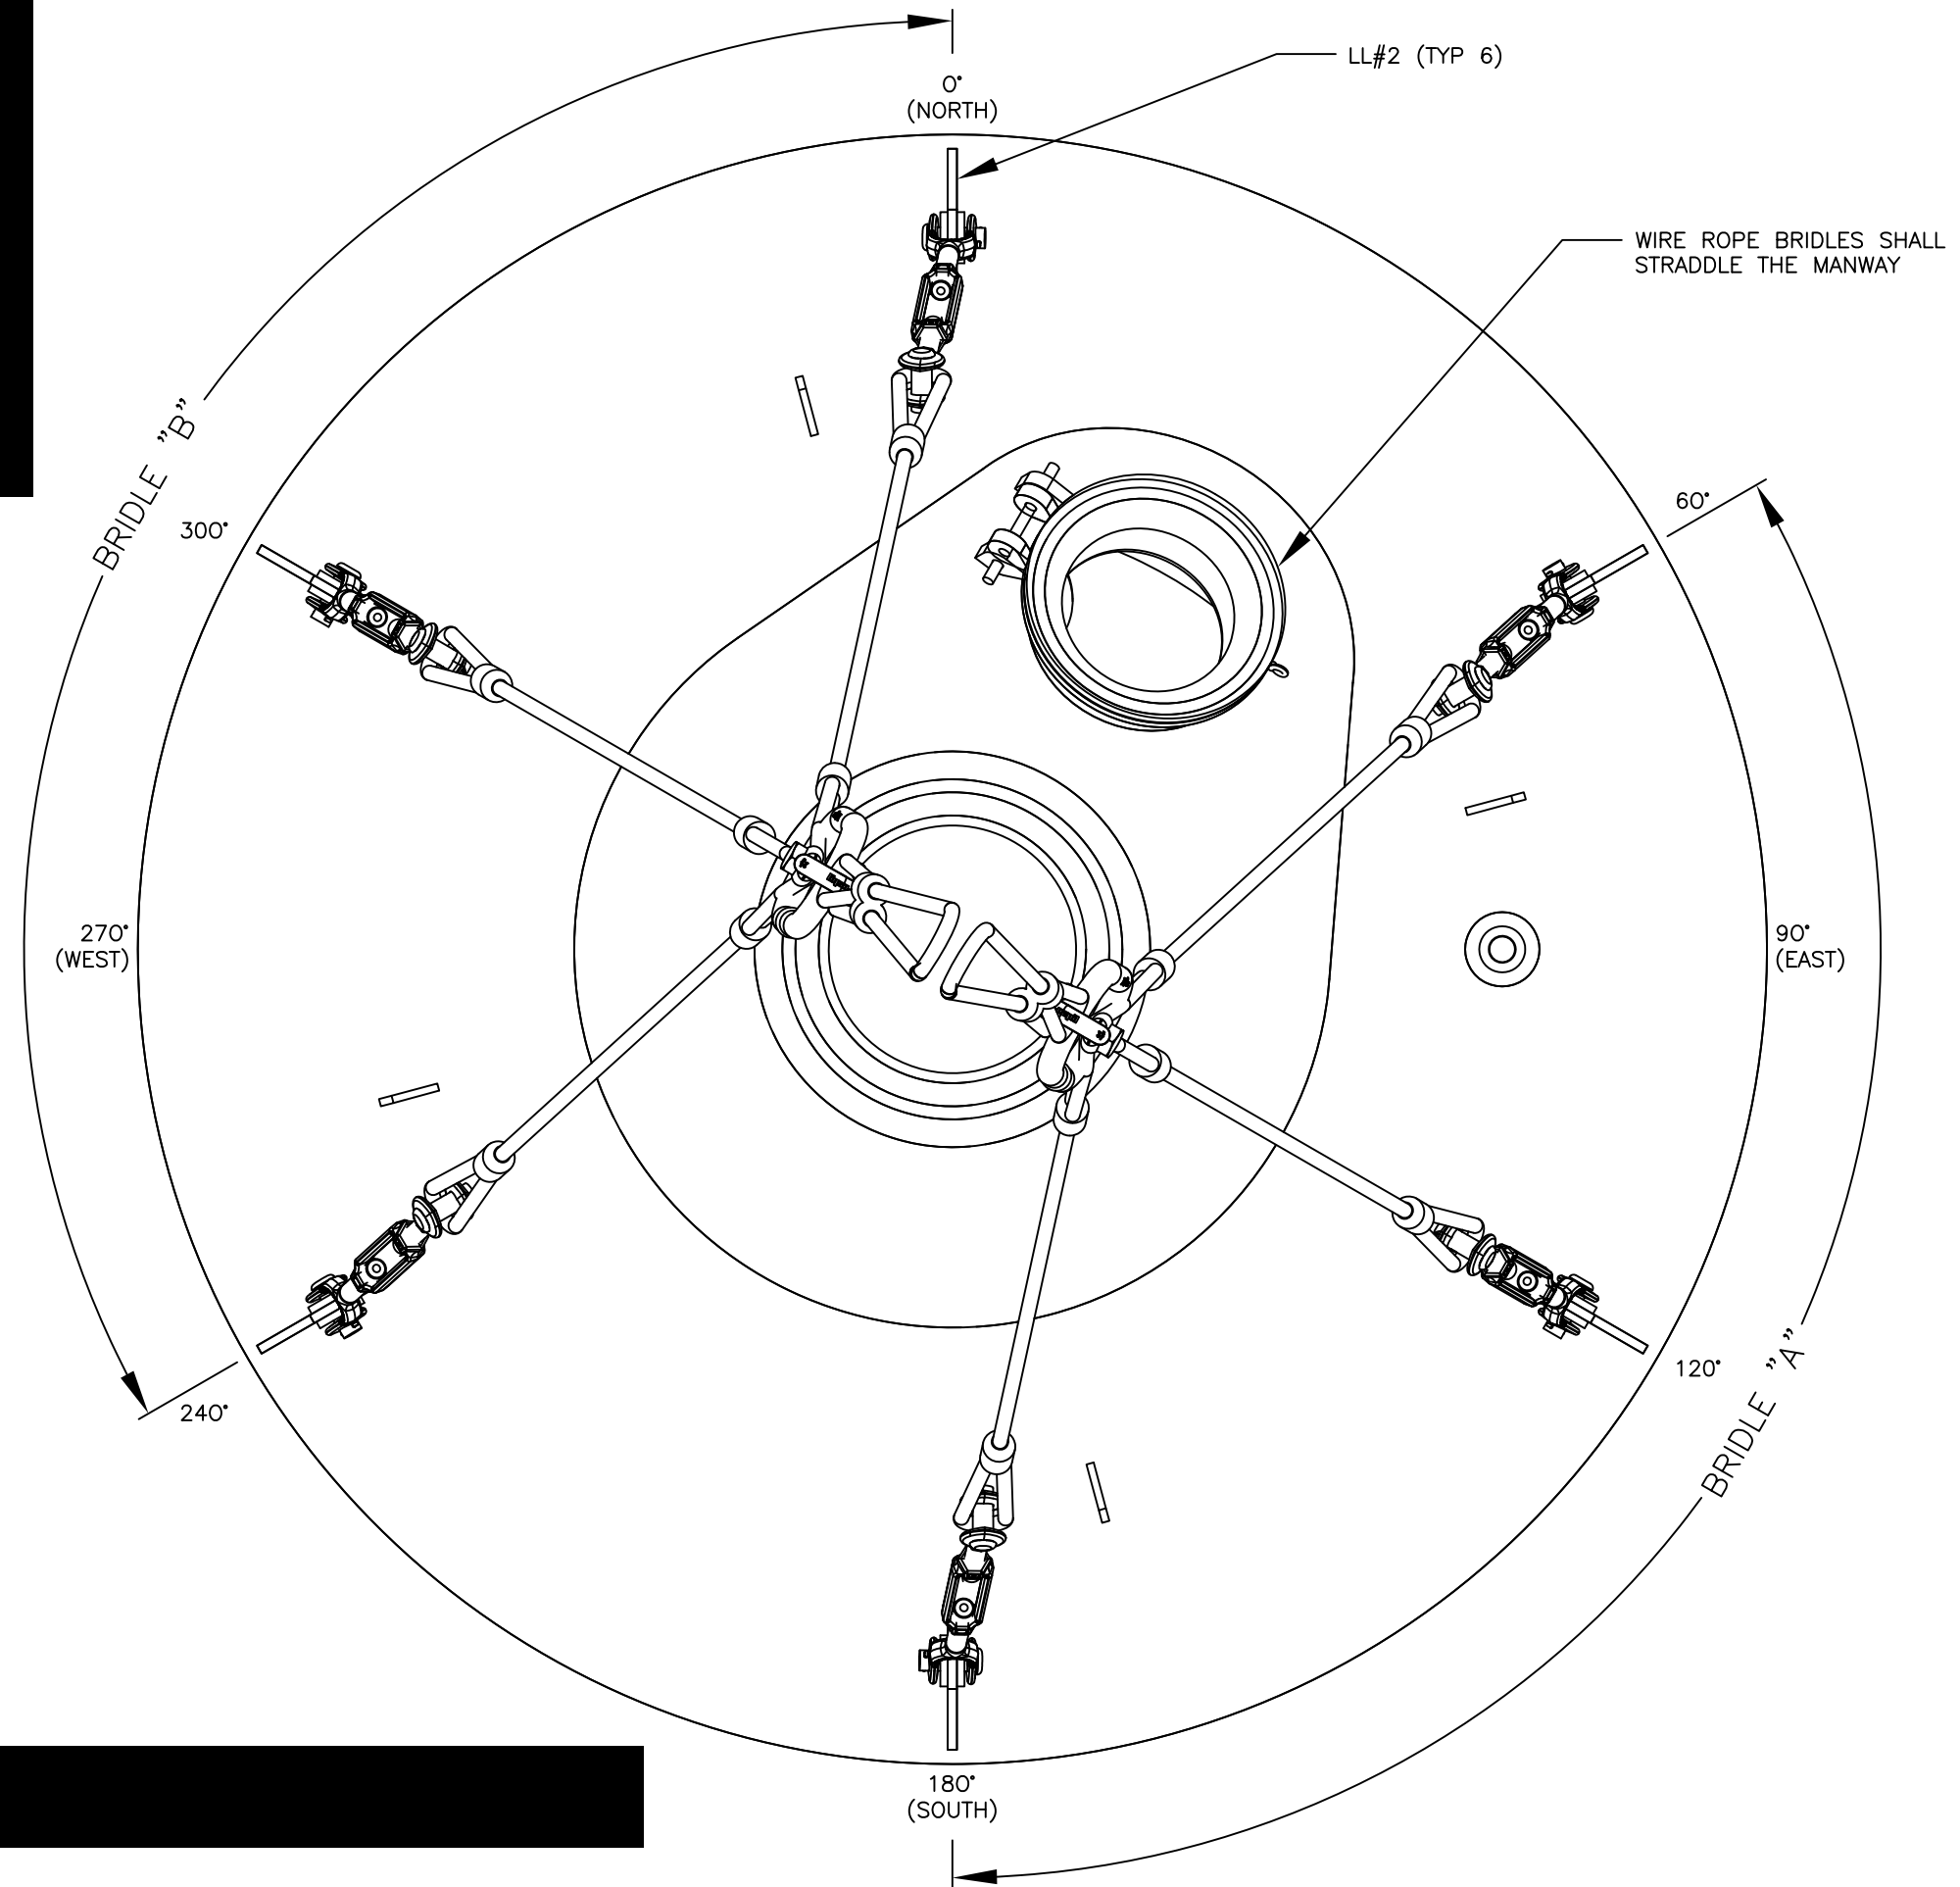 LL#2 (TYP 6)
0°
(NORTH)
WIRE ROPE BRIDLES SHALL
STRADDLE THE MANWAY
BRIDLE "B"
300°
60°
270°
(WEST)
90°
(EAST)
240°
120°
BRIDLE "A"
180°
(SOUTH)